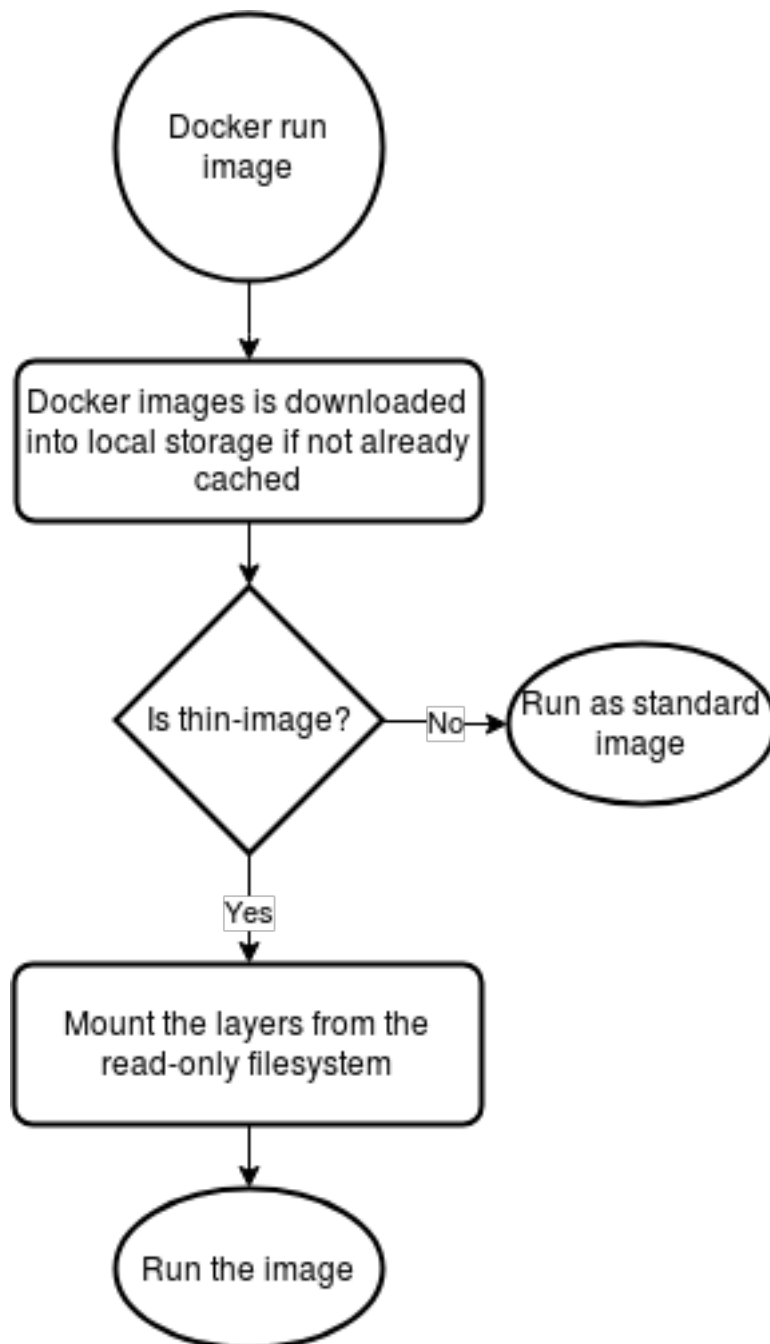 Docker run
image
Docker images is downloaded
into local storage if not already
cached
Is thin-image?
No
Run as standard
image
Yes
Mount the layers from the
read-only filesystem
Run the image